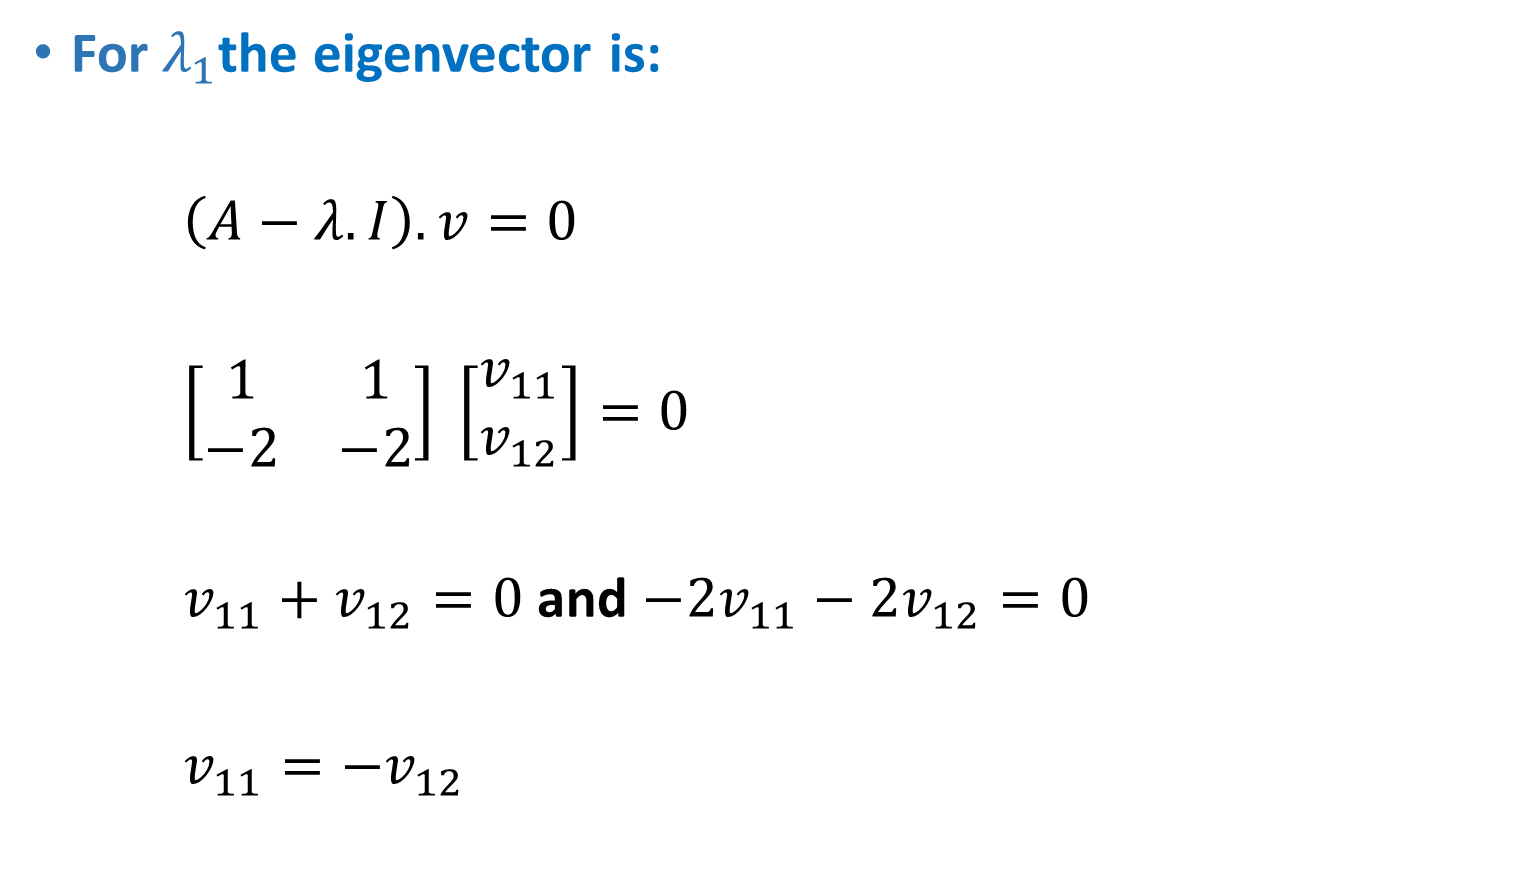 • For λ₁ the eigenvector is:
(A − λ. I). v = 0
[1 1; −2 −2] [v₁₁; v₁₂] = 0
v₁₁ + v₁₂ = 0 and −2v₁₁ − 2v₁₂ = 0
v₁₁ = −v₁₂